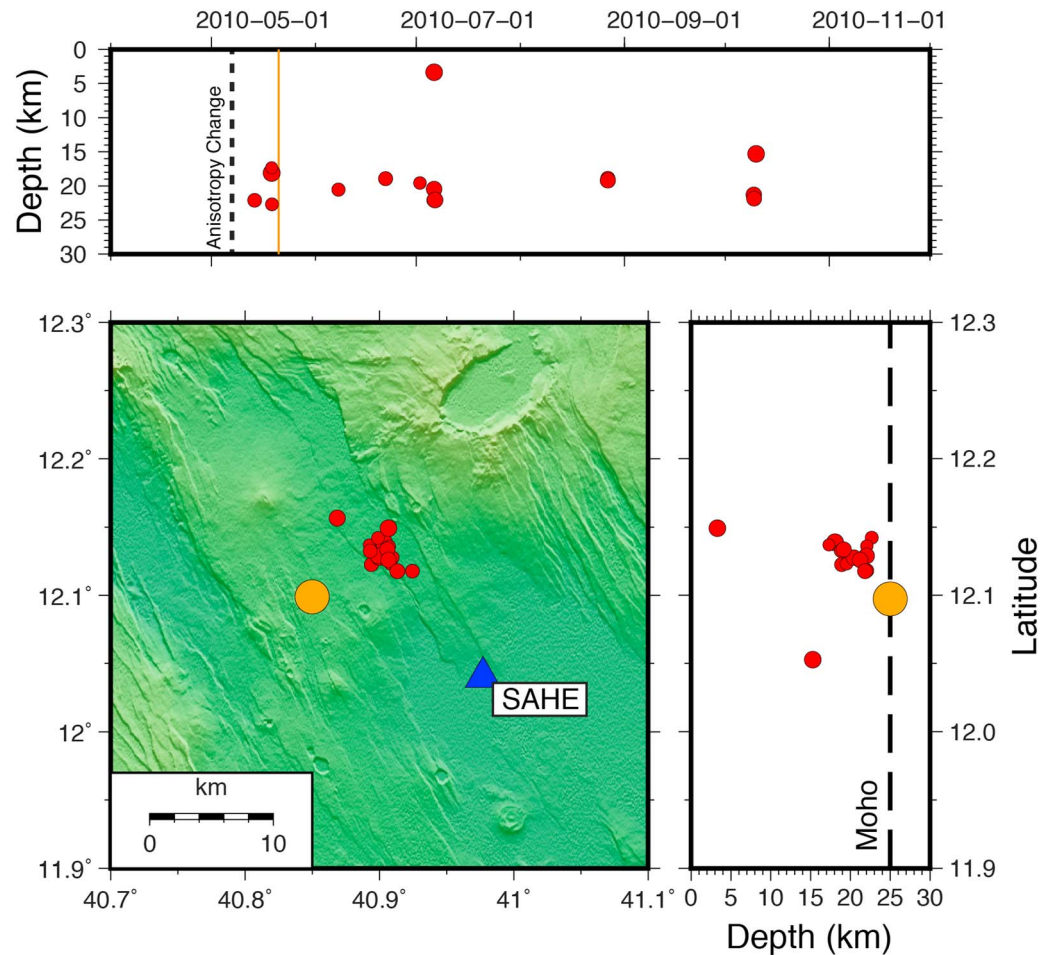 2010−05−01 2010−07−01 2010−09−01 2010−11−01
0
5
10
15
20
25
30
Depth (km)
Anisotropy Change
12.3˚
12.2˚
12.1˚
12˚
11.9˚
40.7˚ 40.8˚ 40.9˚ 41˚ 41.1˚
SAHE
km
0 10
12.3
12.2
12.1
12.0
11.9
Latitude
Moho
0 5 10 15 20 25 30
Depth (km)